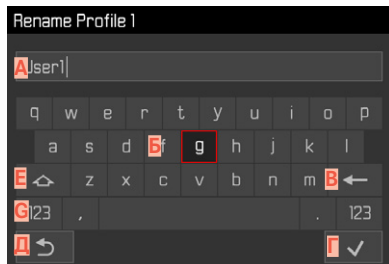 Rename Profile 1
А User1
q w e r t y u i o p
a s d Б f g h j k l
Е z x c v b n m В
G 123 , . 123
Д Г